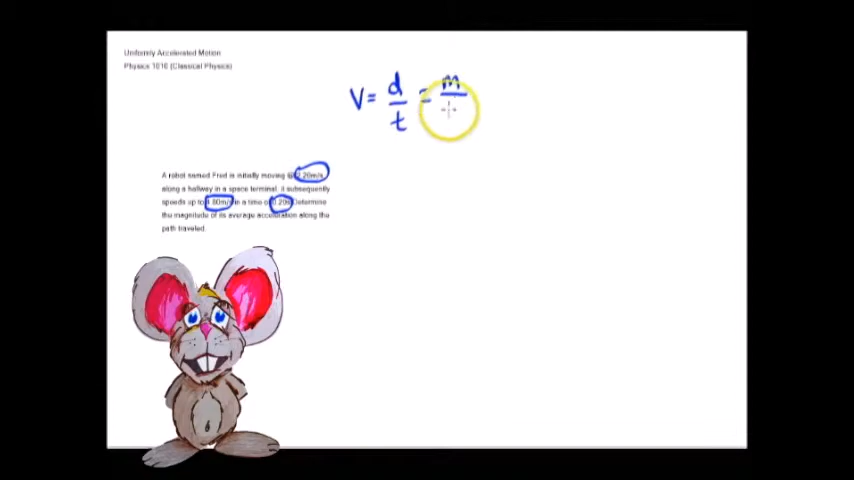 Uniformly Accelerated Motion
Physics 1010 (Classical Physics)
V = d/t = m
A robot named Fred is initially moving @ 2.20m/s
along a hallway in a space terminal. It subsequently
speeds up to 4.80m/s in a time of 0.20s. Determine
the magnitude of its average acceleration along the
path traveled.